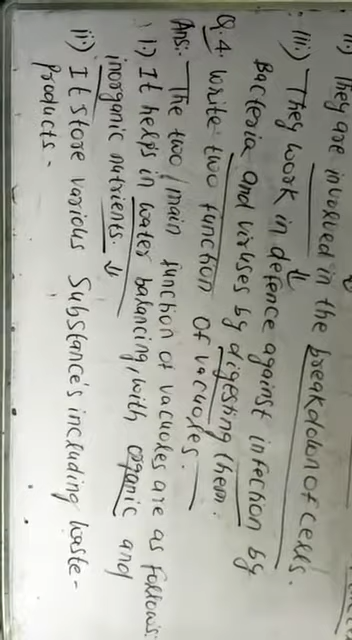 ii.) They are involved in the breakdown of cells.
(iii) They work in defence against infection by
Bacteria and viruses by digesting them.
Q.4. Write two function of vacuoles.
Ans:- The two main function of vacuoles are as follows:
i.) It helps in water balancing, with organic and
inorganic nutrients.
ii) It store various Substance's including waste-
products.